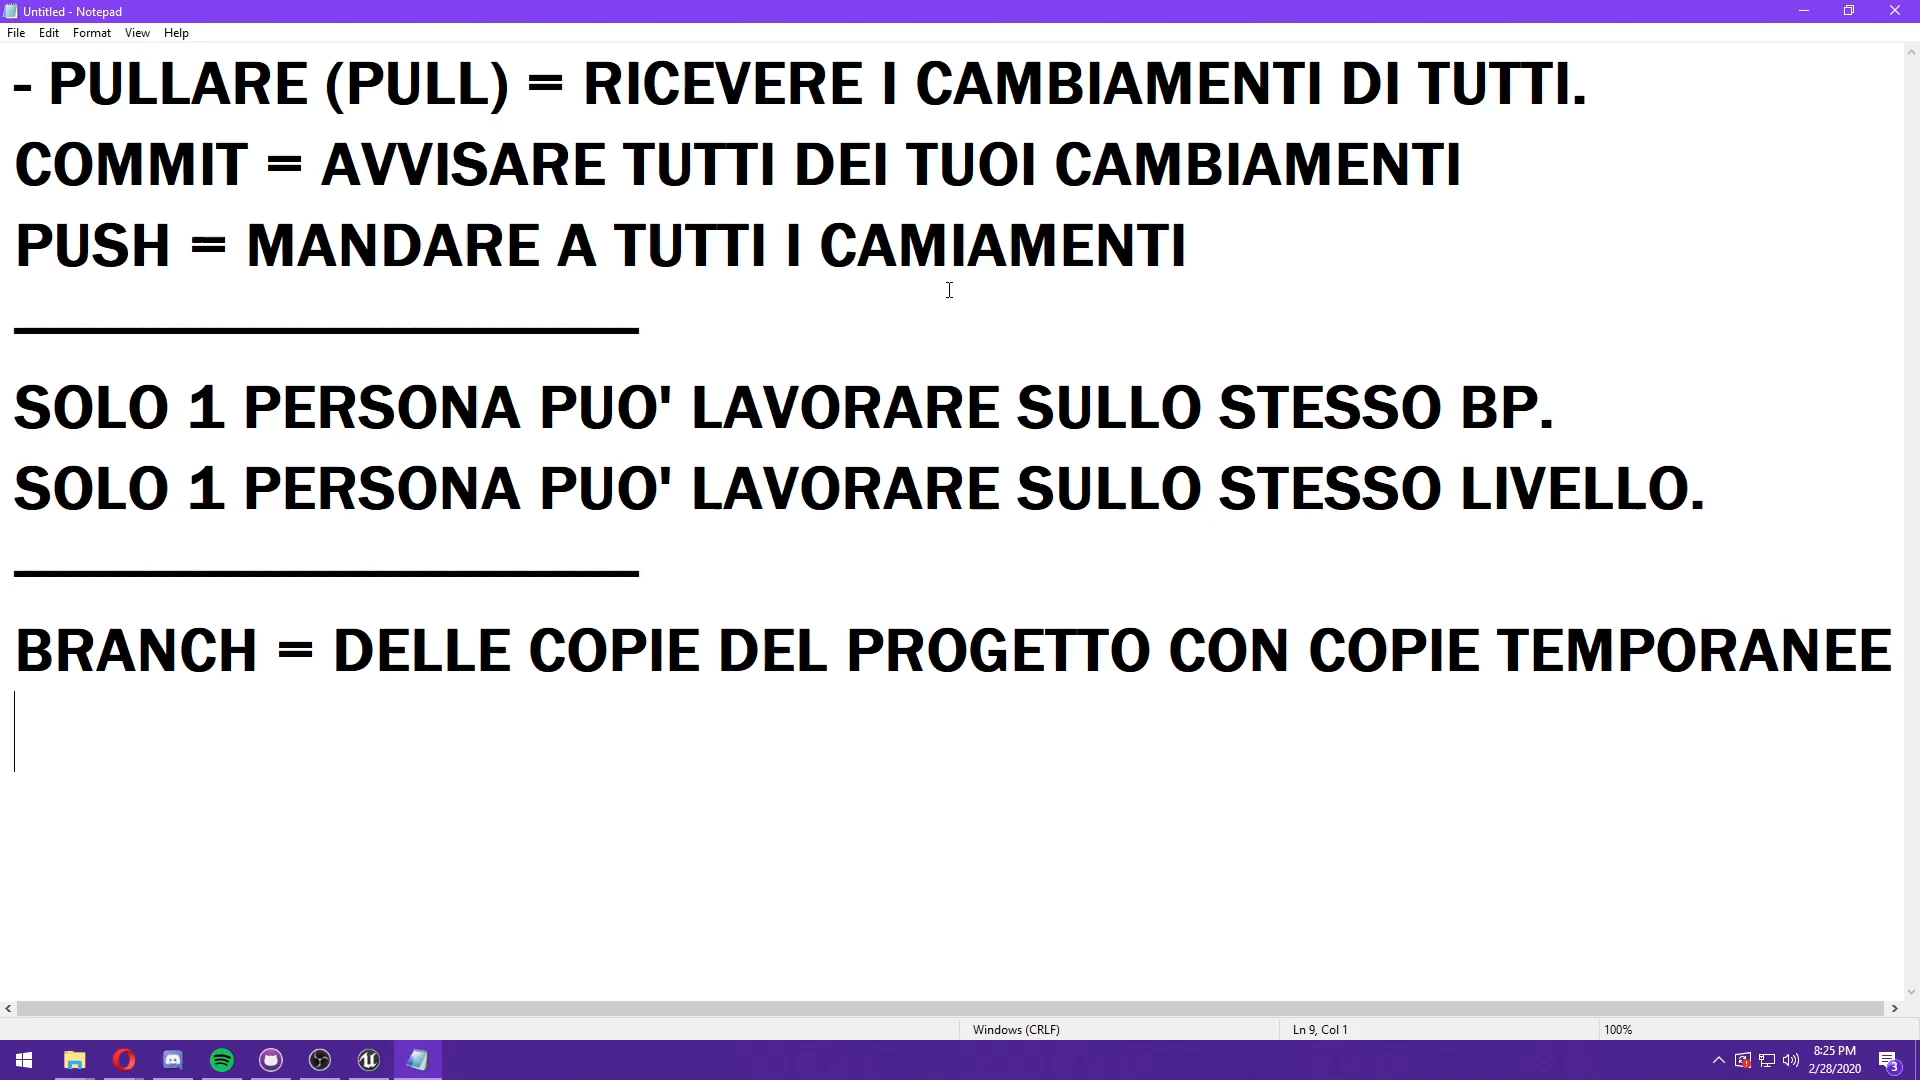 Untitled - Notepad
File Edit Format View Help
- PULLARE (PULL) = RICEVERE I CAMBIAMENTI DI TUTTI.
COMMIT = AVVISARE TUTTI DEI TUOI CAMBIAMENTI
PUSH = MANDARE A TUTTI I CAMIAMENTI
SOLO 1 PERSONA PUO' LAVORARE SULLO STESSO BP.
SOLO 1 PERSONA PUO' LAVORARE SULLO STESSO LIVELLO.
BRANCH = DELLE COPIE DEL PROGETTO CON COPIE TEMPORANEE
Windows (CRLF) Ln 9, Col 1 100%
8:25 PM
2/28/2020
3